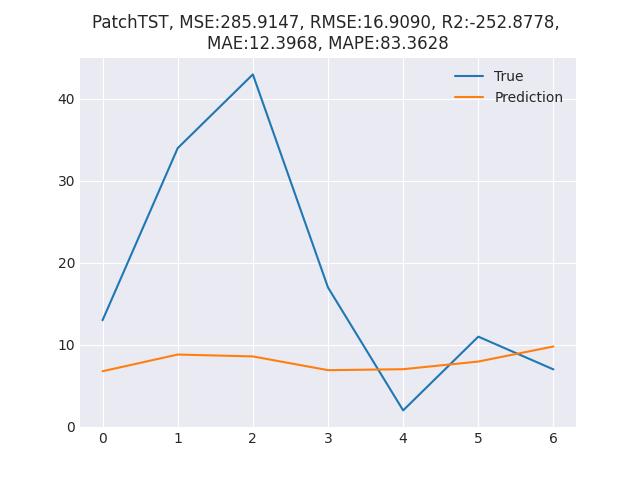 PatchTST, MSE:285.9147, RMSE:16.9090, R2:-252.8778,
MAE:12.3968, MAPE:83.3628
True
Prediction
40
30
20
10
0
0 1 2 3 4 5 6